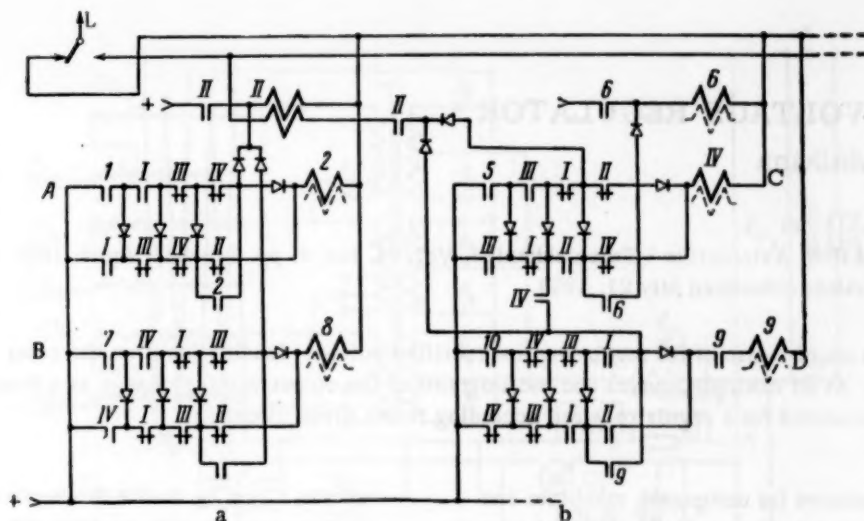 L
II II II 6 6
+
A 1 I III IV 2 5 III I II IV C
I III IV II III IV II IV
2 6
IV
B 7 IV I III 8 10 IV III I 9 9 D
IV I III II IV III II II
9
+
a b